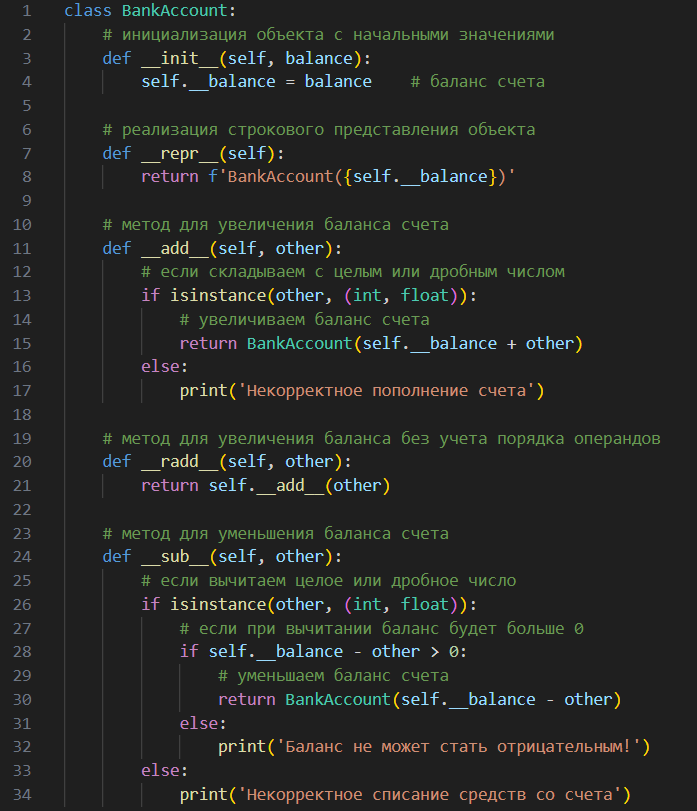 1 class BankAccount:
2 # инициализация объекта с начальными значениями
3 def __init__(self, balance):
4 self.__balance = balance # баланс счета
5
6 # реализация строкового представления объекта
7 def __repr__(self):
8 return f'BankAccount({self.__balance})'
9
10 # метод для увеличения баланса счета
11 def __add__(self, other):
12 # если складываем с целым или дробным числом
13 if isinstance(other, (int, float)):
14 # увеличиваем баланс счета
15 return BankAccount(self.__balance + other)
16 else:
17 print('Некорректное пополнение счета')
18
19 # метод для увеличения баланса без учета порядка операндов
20 def __radd__(self, other):
21 return self.__add__(other)
22
23 # метод для уменьшения баланса счета
24 def __sub__(self, other):
25 # если вычитаем целое или дробное число
26 if isinstance(other, (int, float)):
27 # если при вычитании баланс будет больше 0
28 if self.__balance - other > 0:
29 # уменьшаем баланс счета
30 return BankAccount(self.__balance - other)
31 else:
32 print('Баланс не может стать отрицательным!')
33 else:
34 print('Некорректное списание средств со счета')